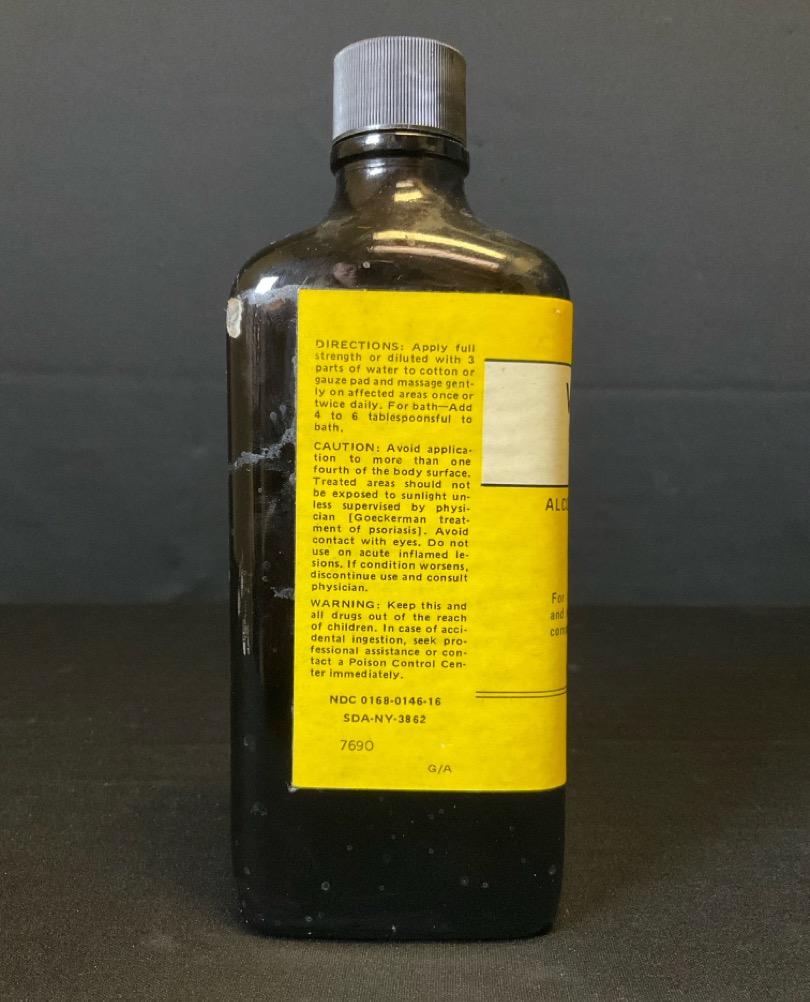 DIRECTIONS: Apply full
strength or diluted with 3
parts of water to cotton or
gauze pad and massage gent-
ly on affected areas once or
twice daily. For bath—Add
4 to 6 tablespoonsful to
bath.
CAUTION: Avoid applica-
tion to more than one
fourth of the body surface.
Treated areas should not
be exposed to sunlight un-
less supervised by physi-
cian [Goeckerman treat-
ment of psoriasis]. Avoid
contact with eyes. Do not
use on acute inflamed le-
sions. If condition worsens,
discontinue use and consult
physician.
WARNING: Keep this and
all drugs out of the reach
of children. In case of acci-
dental ingestion, seek pro-
fessional assistance or con-
tact a Poison Control Cen-
ter immediately.
NDC 0168-0146-16
SDA-NY-3862
7690
G/A
For
and